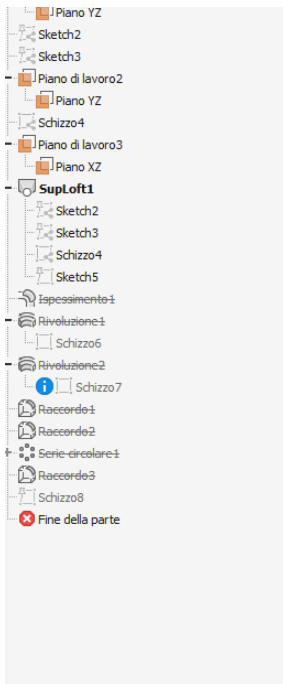 Piano YZ
Sketch2
Sketch3
Piano di lavoro2
Piano YZ
Schizzo4
Piano di lavoro3
Piano XZ
SupLoft1
Sketch2
Sketch3
Schizzo4
Sketch5
Ispessimento1
Rivoluzione1
Schizzo6
Rivoluzione2
Schizzo7
Raccordo1
Raccordo2
Serie circolare1
Raccordo3
Schizzo8
Fine della parte